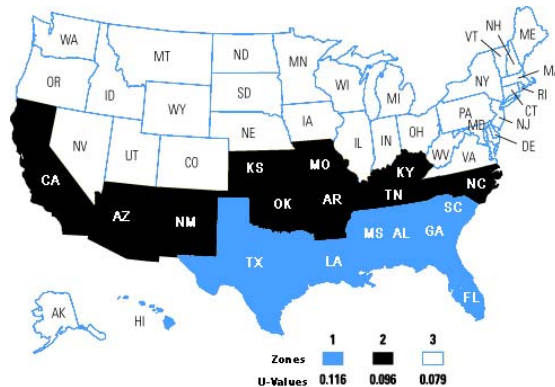 WA
MT
ND
MN
VT
NH
ME
OR
ID
WY
SD
WI
MI
NY
MA
RI
CT
NJ
DE
MD
PA
NV
UT
CO
NE
IA
IL
IN
OH
WV
VA
CA
AZ
NM
KS
MO
KY
OK
AR
TN
NC
SC
TX
LA
MS
AL
GA
FL
AK
HI
1 2 3
Zones
U-Values 0.116 0.096 0.079